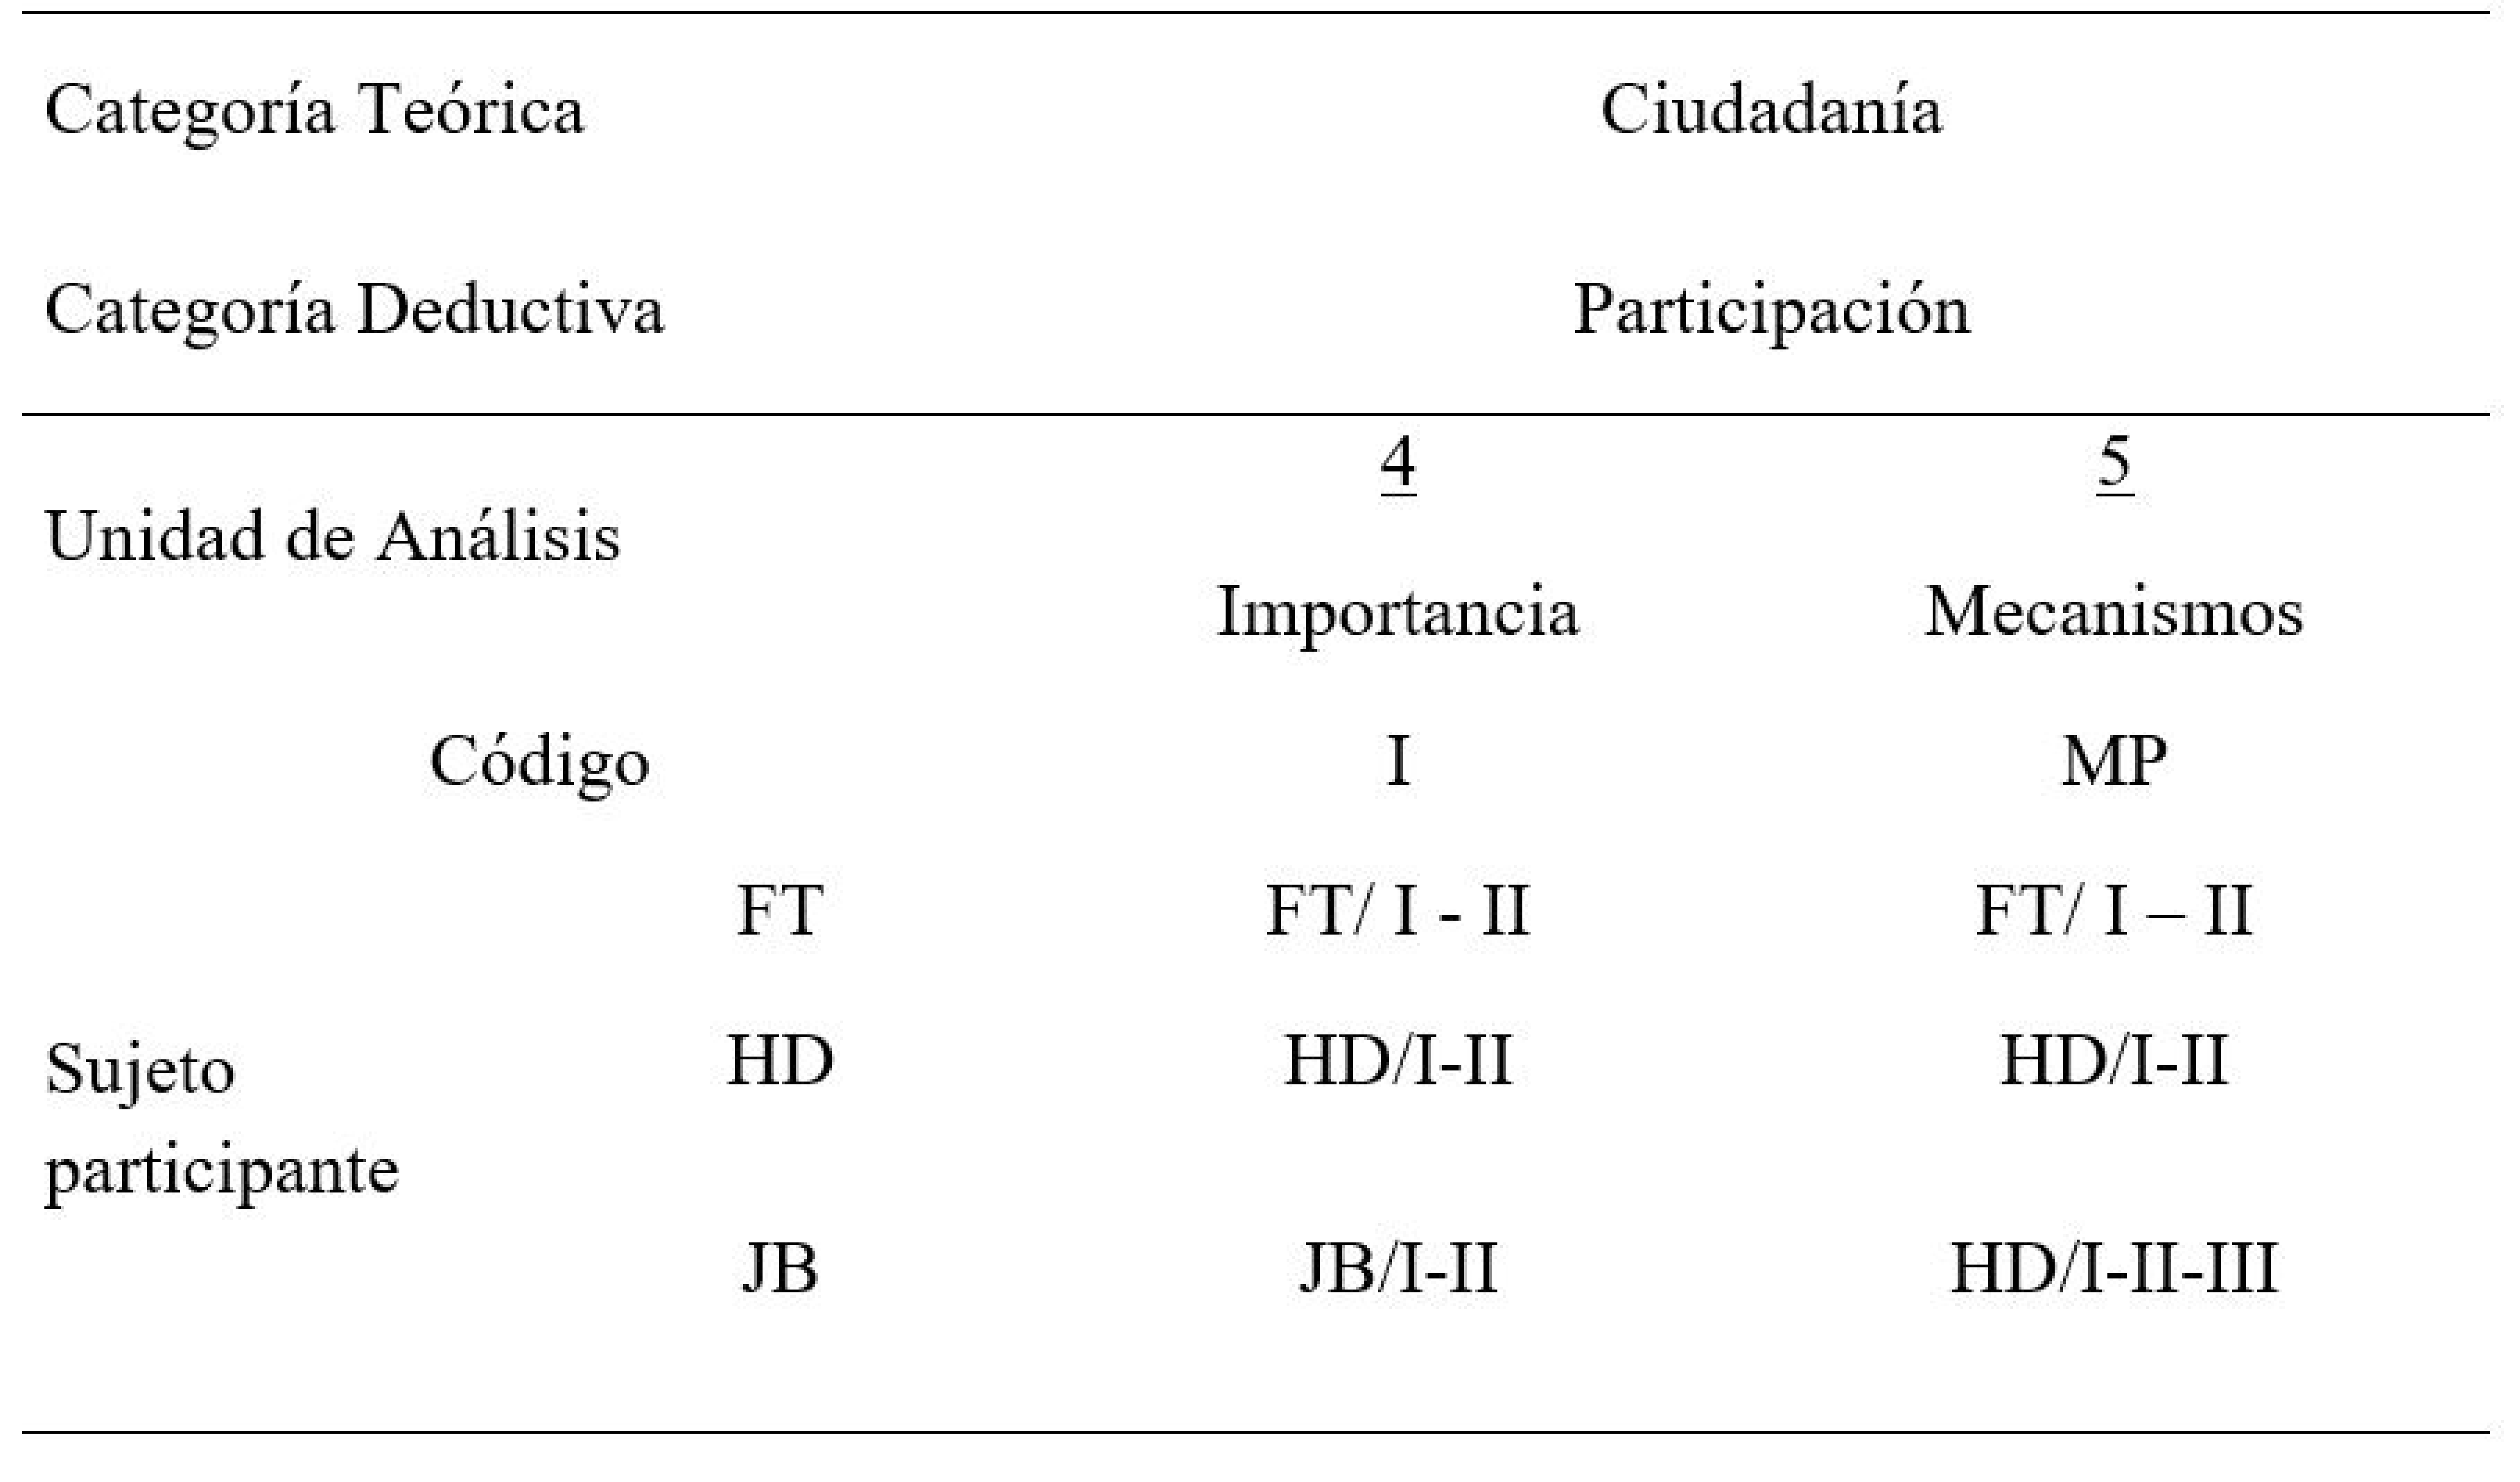 Categoría Teórica Ciudadanía
Categoría Deductiva Participación
4 5
Unidad de Análisis
Importancia Mecanismos
Código I MP
FT FT/ I - II FT/ I – II
HD HD/I-II HD/I-II
Sujeto
participante
JB JB/I-II HD/I-II-III